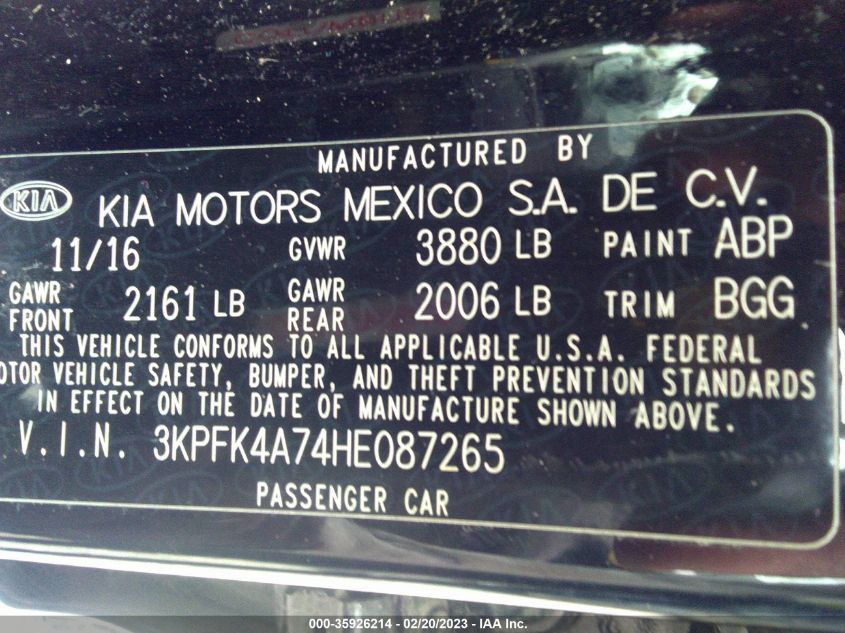 MANUFACTURED BY
KIA KIA MOTORS MEXICO S.A. DE C.V.
11/16 GVWR 3880 LB PAINT ABP
GAWR FRONT 2161 LB GAWR REAR 2006 LB TRIM BGG
THIS VEHICLE CONFORMS TO ALL APPLICABLE U.S.A. FEDERAL
OTOR VEHICLE SAFETY, BUMPER, AND THEFT PREVENTION STANDARDS
IN EFFECT ON THE DATE OF MANUFACTURE SHOWN ABOVE.
V.I.N. 3KPFK4A74HE087265
PASSENGER CAR
000-35926214 - 02/20/2023 - IAA Inc.